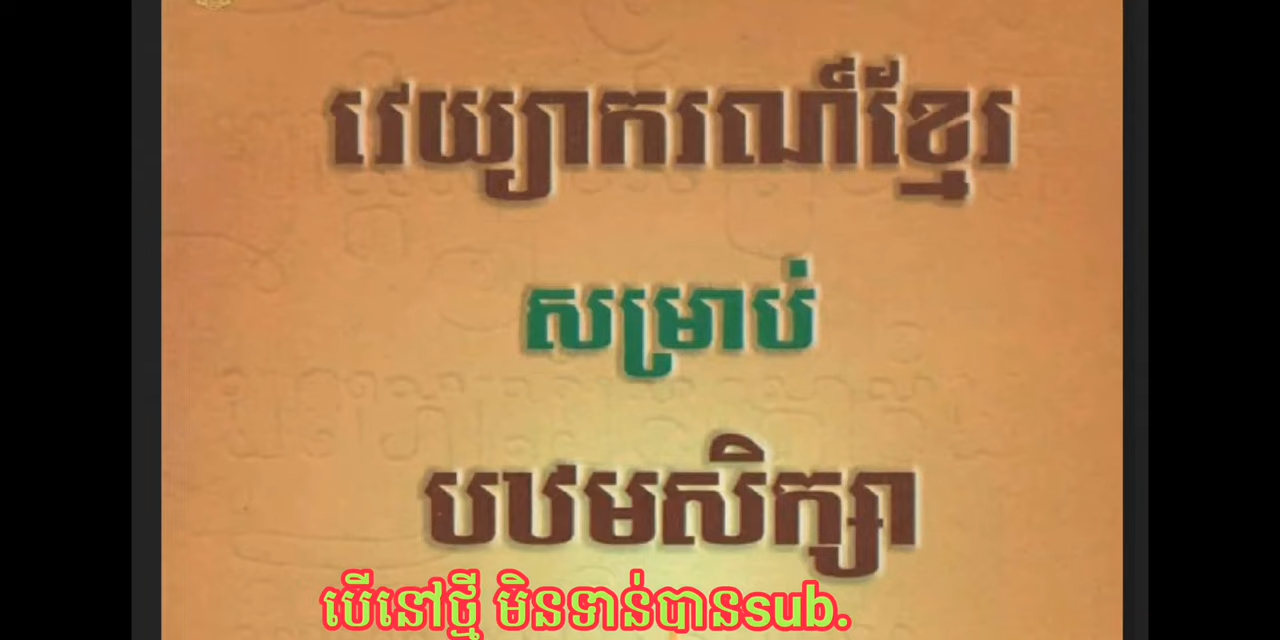 វេយ្យាករណ៍ខ្មែរ
សម្រាប់
បឋមសិក្សា
បើនៅថ្មី មិនទាន់បានsub.